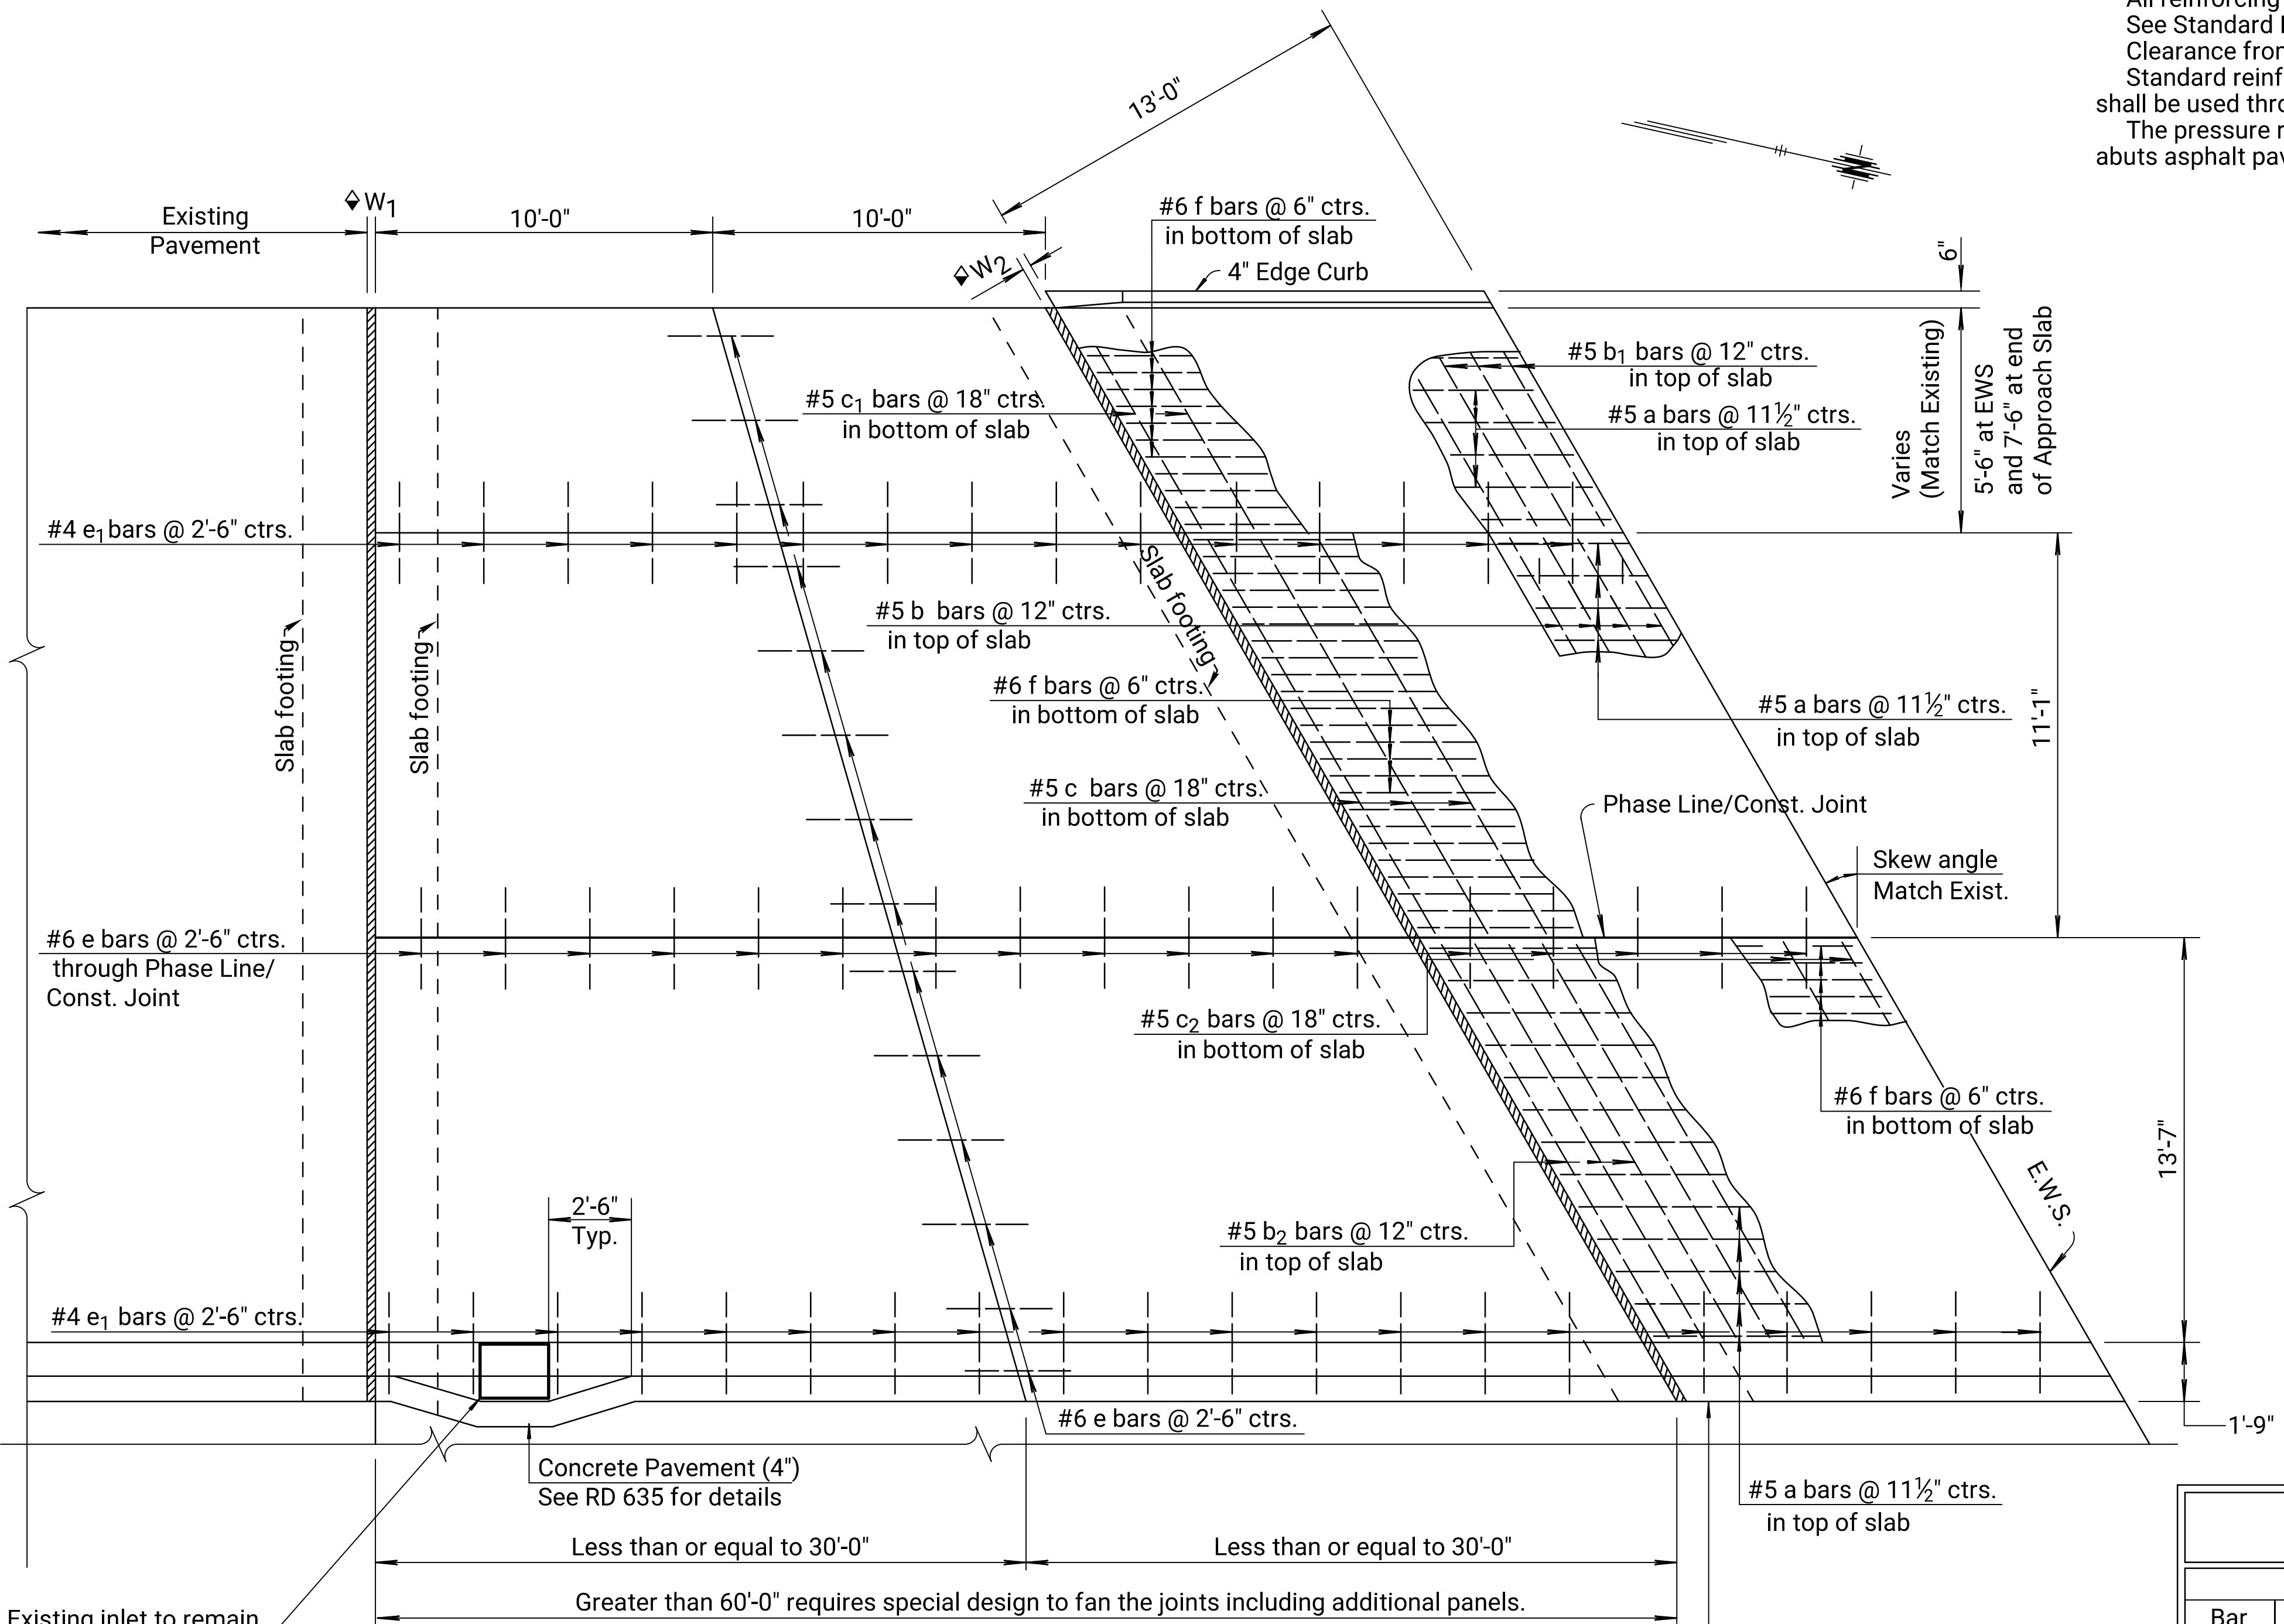 All reinforcing
See Standard
Clearance from
Standard reinf
shall be used thro
The pressure r
abuts asphalt pav
13'-0"
N
W1
Existing
Pavement
10'-0"
10'-0"
W2
#6 f bars @ 6" ctrs.
in bottom of slab
4" Edge Curb
6"
Varies
(Match Existing)
5'-6" at EWS
and 7'-6" at end
of Approach Slab
#5 b1 bars @ 12" ctrs.
in top of slab
#5 c1 bars @ 18" ctrs.
in bottom of slab
#5 a bars @ 11½" ctrs.
in top of slab
#4 e1 bars @ 2'-6" ctrs.
Slab footing
Slab footing
Slab footing
#5 b bars @ 12" ctrs.
in top of slab
#6 f bars @ 6" ctrs.
in bottom of slab
#5 a bars @ 11½" ctrs.
in top of slab
11'-1"
#5 c bars @ 18" ctrs.
in bottom of slab
Phase Line/Const. Joint
Skew angle
Match Exist.
#6 e bars @ 2'-6" ctrs.
through Phase Line/
Const. Joint
#5 c2 bars @ 18" ctrs.
in bottom of slab
#6 f bars @ 6" ctrs.
in bottom of slab
13'-7"
E.W.S.
2'-6"
Typ.
#5 b2 bars @ 12" ctrs.
in top of slab
#4 e1 bars @ 2'-6" ctrs.
#6 e bars @ 2'-6" ctrs.
1'-9"
Concrete Pavement (4")
See RD 635 for details
#5 a bars @ 11½" ctrs.
in top of slab
Less than or equal to 30'-0"
Less than or equal to 30'-0"
Greater than 60'-0" requires special design to fan the joints including additional panels.
Existing inlet to remain
Bar